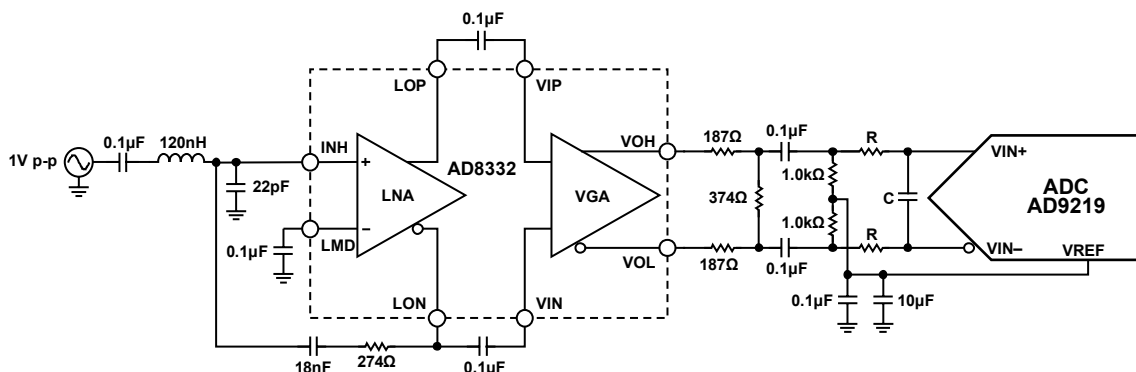 0.1µF
LOP
VIP
0.1µF
120nH
1V p-p
INH
22pF
+
LNA
–
LMD
0.1µF
AD8332
VGA
VOH
VOL
187Ω
374Ω
187Ω
0.1µF
0.1µF
1.0kΩ
1.0kΩ
R
R
C
VIN+
ADC
AD9219
VIN–
VREF
0.1µF
10µF
LON
VIN
18nF
274Ω
0.1µF